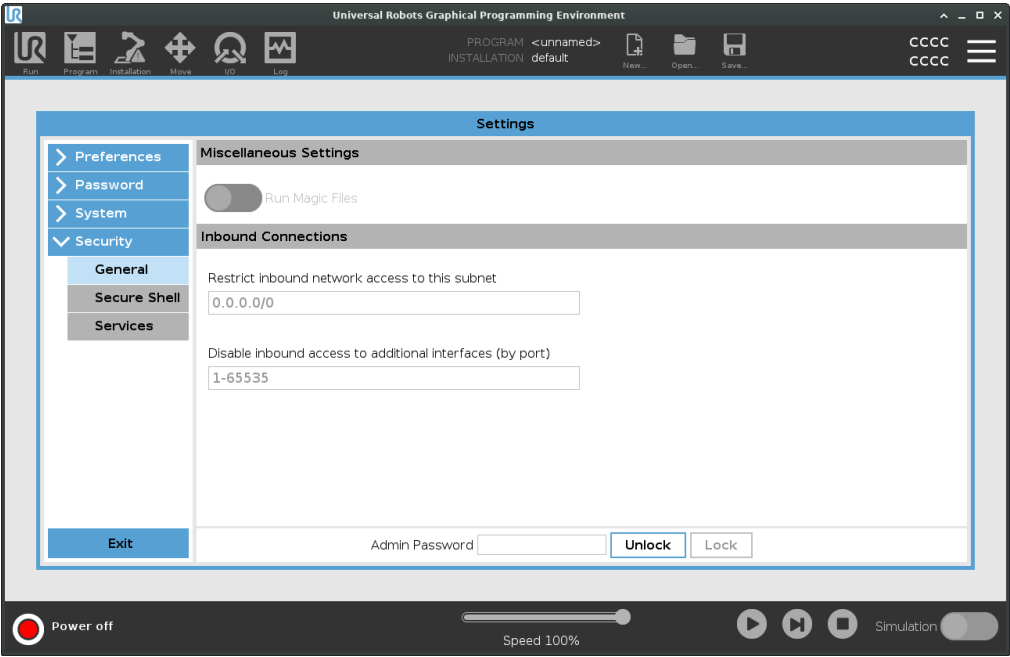 Universal Robots Graphical Programming Environment
Run
Program
Installation
Move
I/O
Log
PROGRAM <unnamed>
INSTALLATION default
New...
Open...
Save...
CCCC
CCCC
Settings
Preferences
Password
System
Security
General
Secure Shell
Services
Exit
Miscellaneous Settings
Run Magic Files
Inbound Connections
Restrict inbound network access to this subnet
0.0.0.0/0
Disable inbound access to additional interfaces (by port)
1-65535
Admin Password
Unlock
Lock
Power off
Speed 100%
Simulation